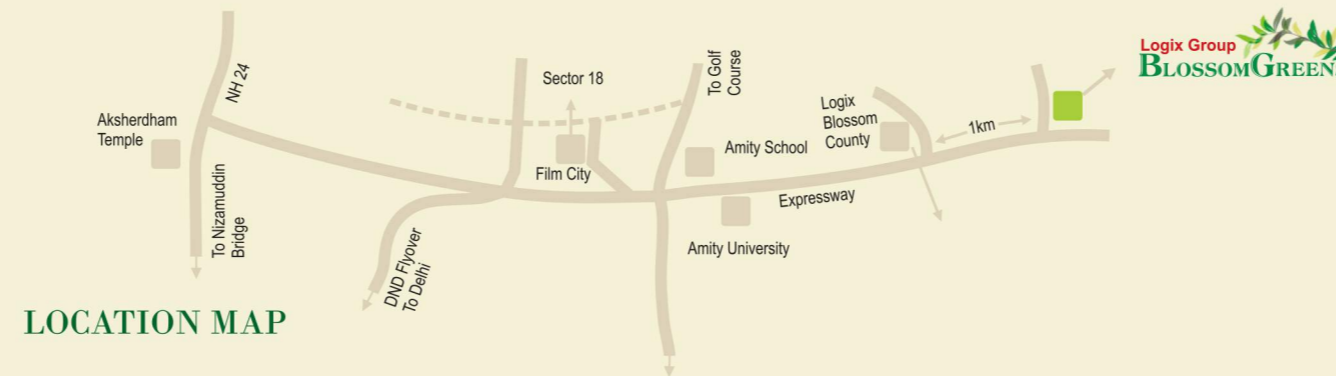 Logix Group
BLOSSOMGREENS
NH 24
Aksherdham
Temple
To Nizamuddin
Bridge
DND Flyover
To Delhi
Sector 18
Film City
To Golf
Course
Amity School
Amity University
Expressway
Logix
Blossom
County
1km
LOCATION MAP